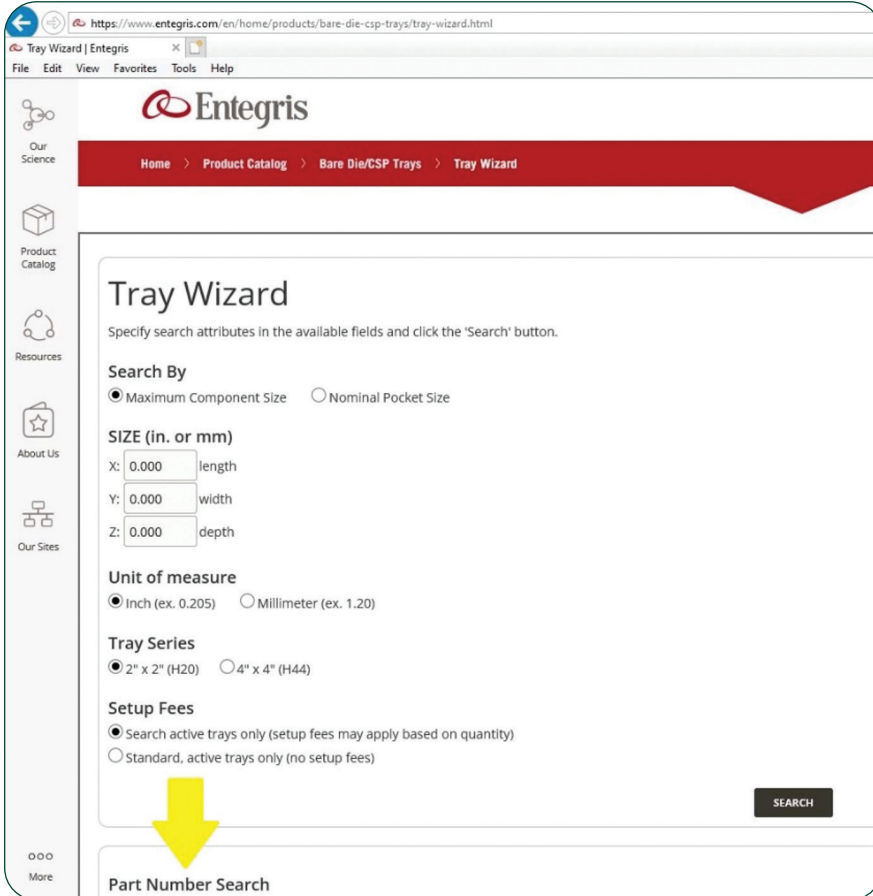 https://www.entegris.com/en/home/products/bare-die-csp-trays/tray-wizard.html
Tray Wizard | Entegris
File Edit View Favorites Tools Help
Entegris
Home > Product Catalog > Bare Die/CSP Trays > Tray Wizard
Our
Science
Product
Catalog
Resources
About Us
Our Sites
More
Tray Wizard
Specify search attributes in the available fields and click the 'Search' button.
Search By
Maximum Component Size Nominal Pocket Size
SIZE (in. or mm)
X: 0.000 length
Y: 0.000 width
Z: 0.000 depth
Unit of measure
Inch (ex. 0.205) Millimeter (ex. 1.20)
Tray Series
2" x 2" (H20) 4" x 4" (H44)
Setup Fees
Search active trays only (setup fees may apply based on quantity)
Standard, active trays only (no setup fees)
SEARCH
Part Number Search